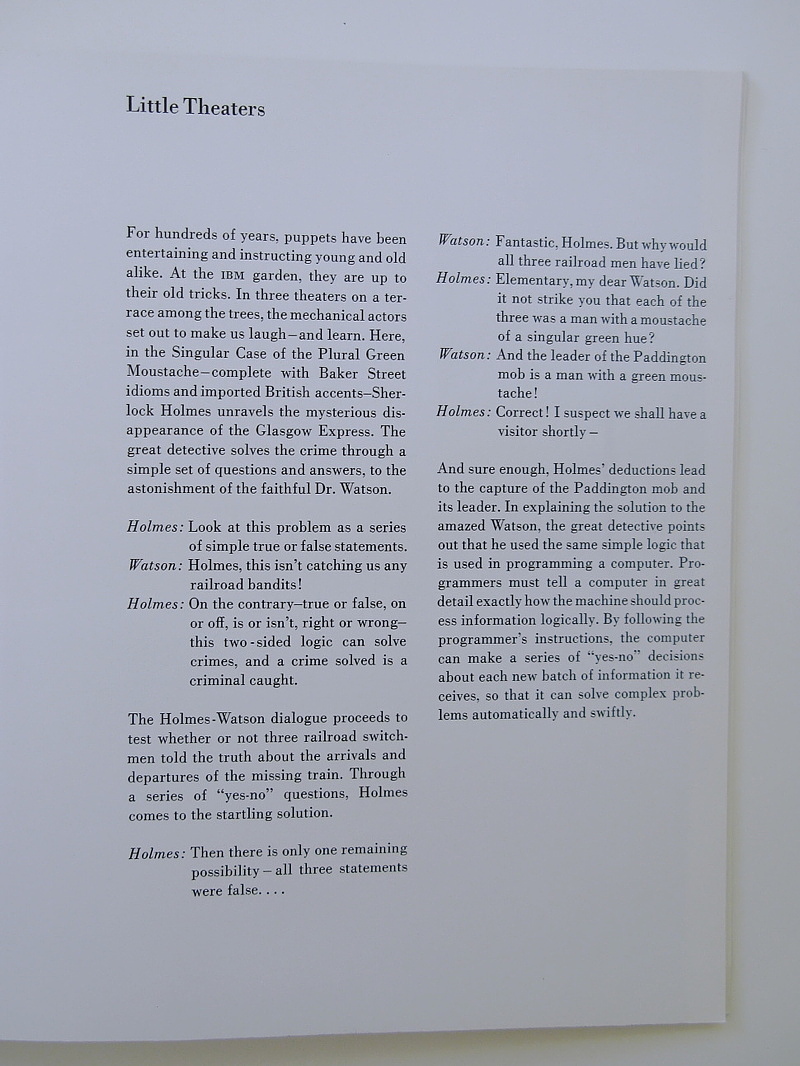 Little Theaters
For hundreds of years, puppets have been
entertaining and instructing young and old
alike. At the IBM garden, they are up to
their old tricks. In three theaters on a ter-
race among the trees, the mechanical actors
set out to make us laugh—and learn. Here,
in the Singular Case of the Plural Green
Moustache—complete with Baker Street
idioms and imported British accents—Sher-
lock Holmes unravels the mysterious dis-
appearance of the Glasgow Express. The
great detective solves the crime through a
simple set of questions and answers, to the
astonishment of the faithful Dr. Watson.
Holmes: Look at this problem as a series
of simple true or false statements.
Watson: Holmes, this isn't catching us any
railroad bandits!
Holmes: On the contrary—true or false, on
or off, is or isn't, right or wrong—
this two-sided logic can solve
crimes, and a crime solved is a
criminal caught.
The Holmes-Watson dialogue proceeds to
test whether or not three railroad switch-
men told the truth about the arrivals and
departures of the missing train. Through
a series of "yes-no" questions, Holmes
comes to the startling solution.
Holmes: Then there is only one remaining
possibility—all three statements
were false. . . .
Watson: Fantastic, Holmes. But why would
all three railroad men have lied?
Holmes: Elementary, my dear Watson. Did
it not strike you that each of the
three was a man with a moustache
of a singular green hue?
Watson: And the leader of the Paddington
mob is a man with a green mous-
tache!
Holmes: Correct! I suspect we shall have a
visitor shortly—
And sure enough, Holmes' deductions lead
to the capture of the Paddington mob and
its leader. In explaining the solution to the
amazed Watson, the great detective points
out that he used the same simple logic that
is used in programming a computer. Pro-
grammers must tell a computer in great
detail exactly how the machine should proc-
ess information logically. By following the
programmer's instructions, the computer
can make a series of "yes-no" decisions
about each new batch of information it re-
ceives, so that it can solve complex prob-
lems automatically and swiftly.